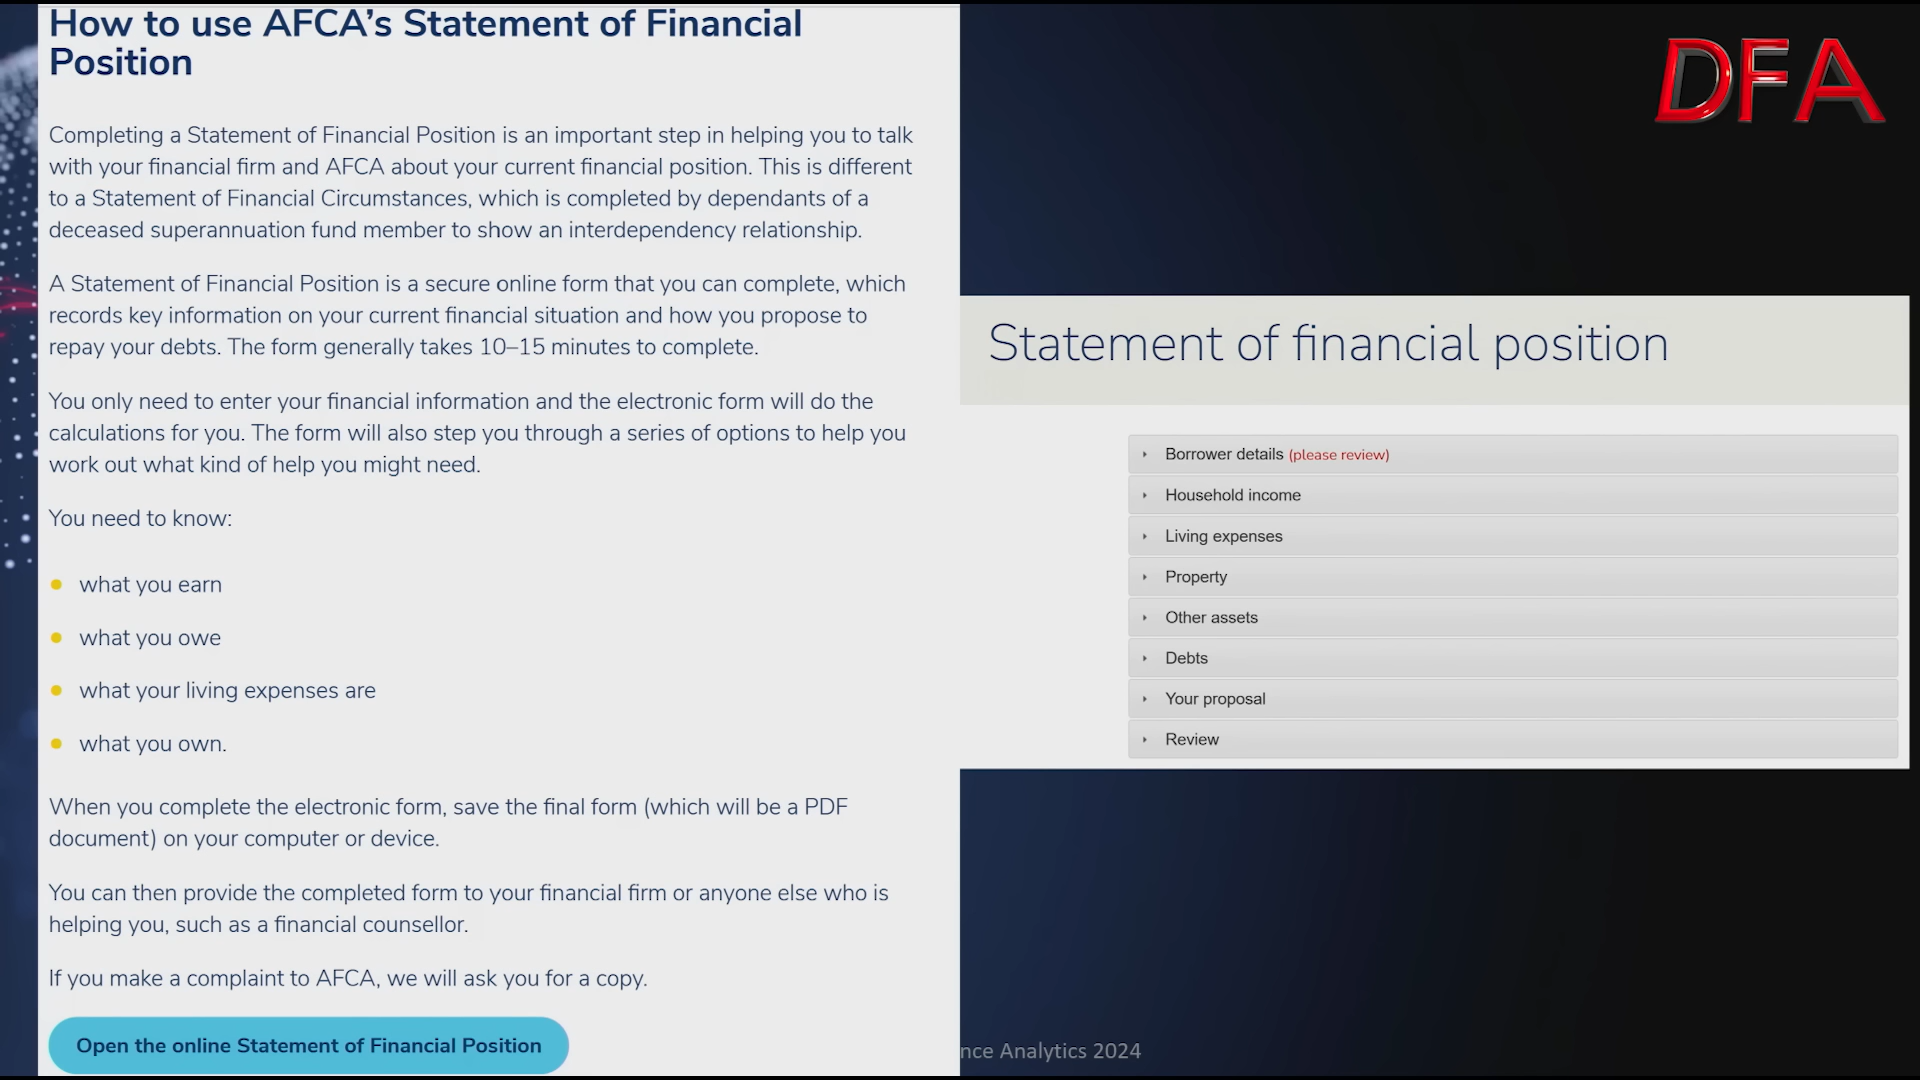 How to use AFCA's Statement of Financial
Position
Completing a Statement of Financial Position is an important step in helping you to talk
with your financial firm and AFCA about your current financial position. This is different
to a Statement of Financial Circumstances, which is completed by dependants of a
deceased superannuation fund member to show an interdependency relationship.
A Statement of Financial Position is a secure online form that you can complete, which
records key information on your current financial situation and how you propose to
repay your debts. The form generally takes 10–15 minutes to complete.
You only need to enter your financial information and the electronic form will do the
calculations for you. The form will also step you through a series of options to help you
work out what kind of help you might need.
You need to know:
what you earn
what you owe
what your living expenses are
what you own.
When you complete the electronic form, save the final form (which will be a PDF
document) on your computer or device.
You can then provide the completed form to your financial firm or anyone else who is
helping you, such as a financial counsellor.
If you make a complaint to AFCA, we will ask you for a copy.
Open the online Statement of Financial Position
DFA
Statement of financial position
Borrower details (please review)
Household income
Living expenses
Property
Other assets
Debts
Your proposal
Review
nce Analytics 2024